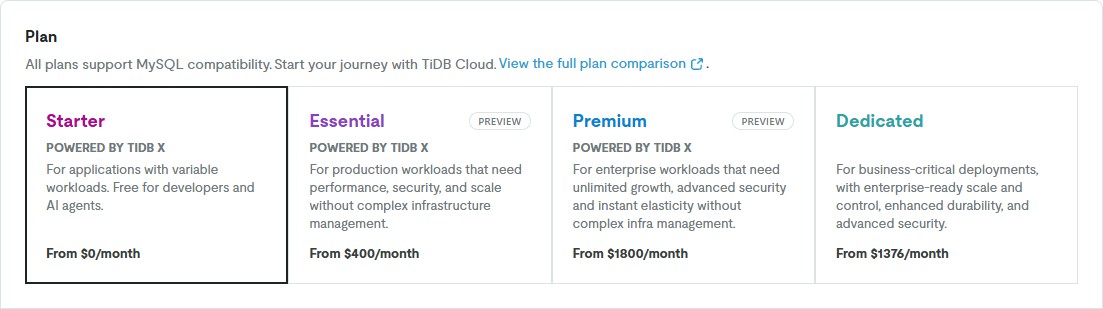 Plan
All plans support MySQL compatibility. Start your journey with TiDB Cloud. View the full plan comparison.
Starter
POWERED BY TIDB X
For applications with variable
workloads. Free for developers and
AI agents.
From $0/month
Essential
PREVIEW
POWERED BY TIDB X
For production workloads that need
performance, security, and scale
without complex infrastructure
management.
From $400/month
Premium
PREVIEW
POWERED BY TIDB X
For enterprise workloads that need
unlimited growth, advanced security
and instant elasticity without
complex infra management.
From $1800/month
Dedicated
For business-critical deployments,
with enterprise-ready scale and
control, enhanced durability, and
advanced security.
From $1376/month